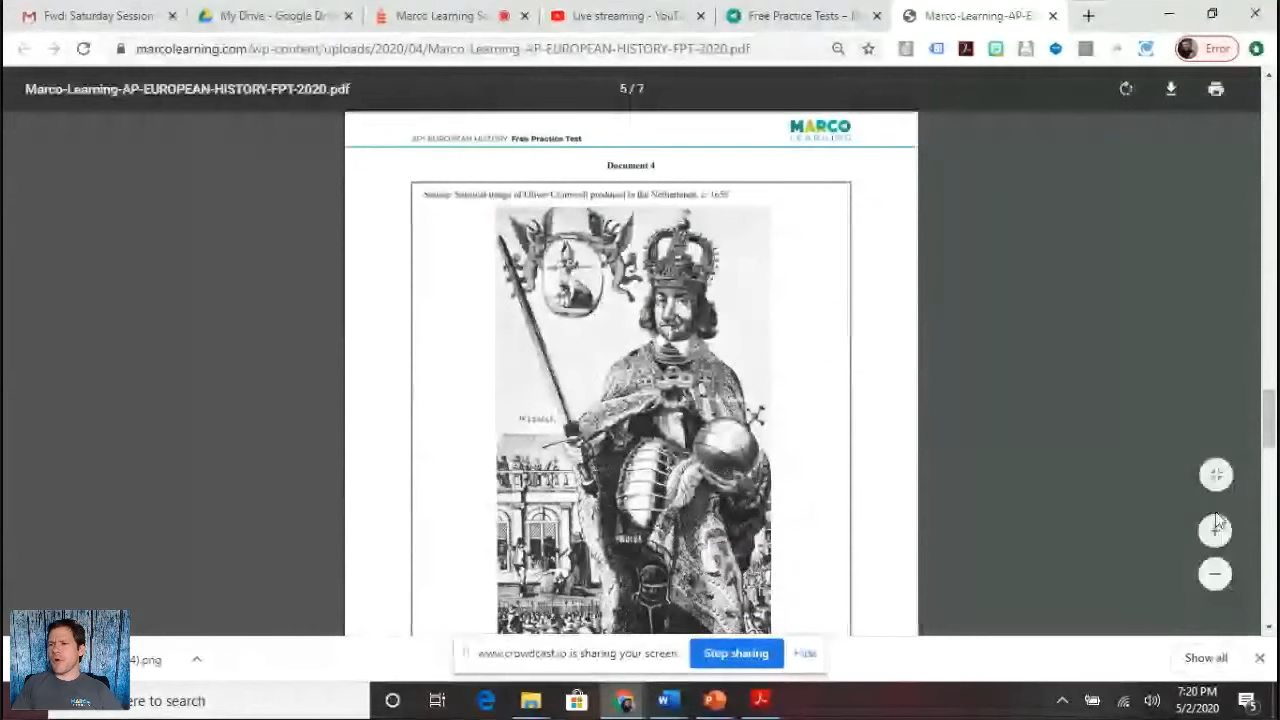 Fwd: Saturday Session
My Drive - Google Dri
Marco Learning Se
Live streaming - YouTu
Free Practice Tests -
Marco-Learning-AP-E
marcolearning.com/wp-content/uploads/2020/04/Marco-Learning-AP-EUROPEAN-HISTORY-FPT-2020.pdf
Error
Marco-Learning-AP-EUROPEAN-HISTORY-FPT-2020.pdf
5 / 7
AP® EUROPEAN HISTORY Free Practice Test
MARCO
LEARNING
Document 4
Source: Satirical image of Oliver Cromwell produced in the Netherlands,
4).png
www.crowdcast.io is sharing your screen.
Stop sharing
Hide
Show all
ere to search
7:20 PM
5/2/2020
5